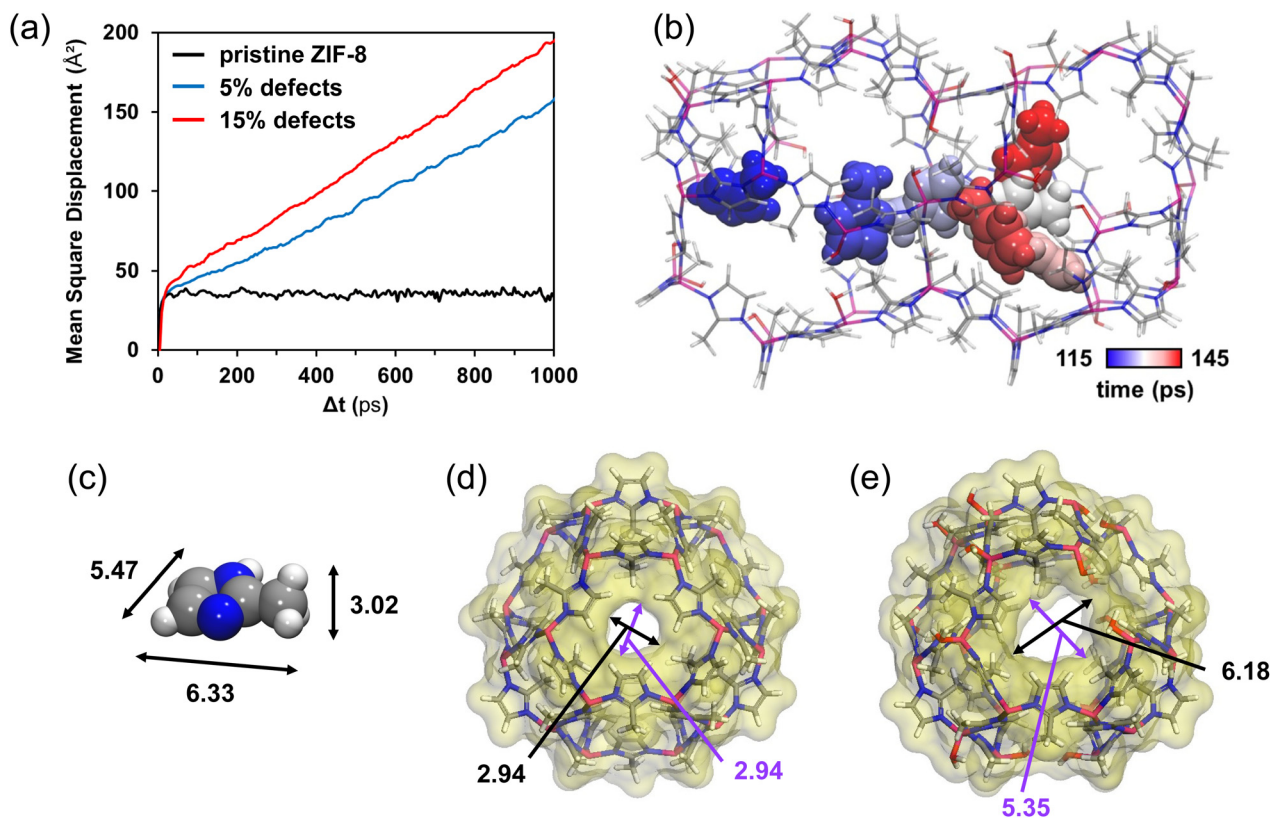 (a)
Mean Square Displacement (Å²)
200
150
100
50
0
pristine ZIF-8
5% defects
15% defects
0
200
400
600
800
1000
Δt (ps)
(b)
115
145
time (ps)
(c)
5.47
3.02
6.33
(d)
2.94
2.94
(e)
6.18
5.35